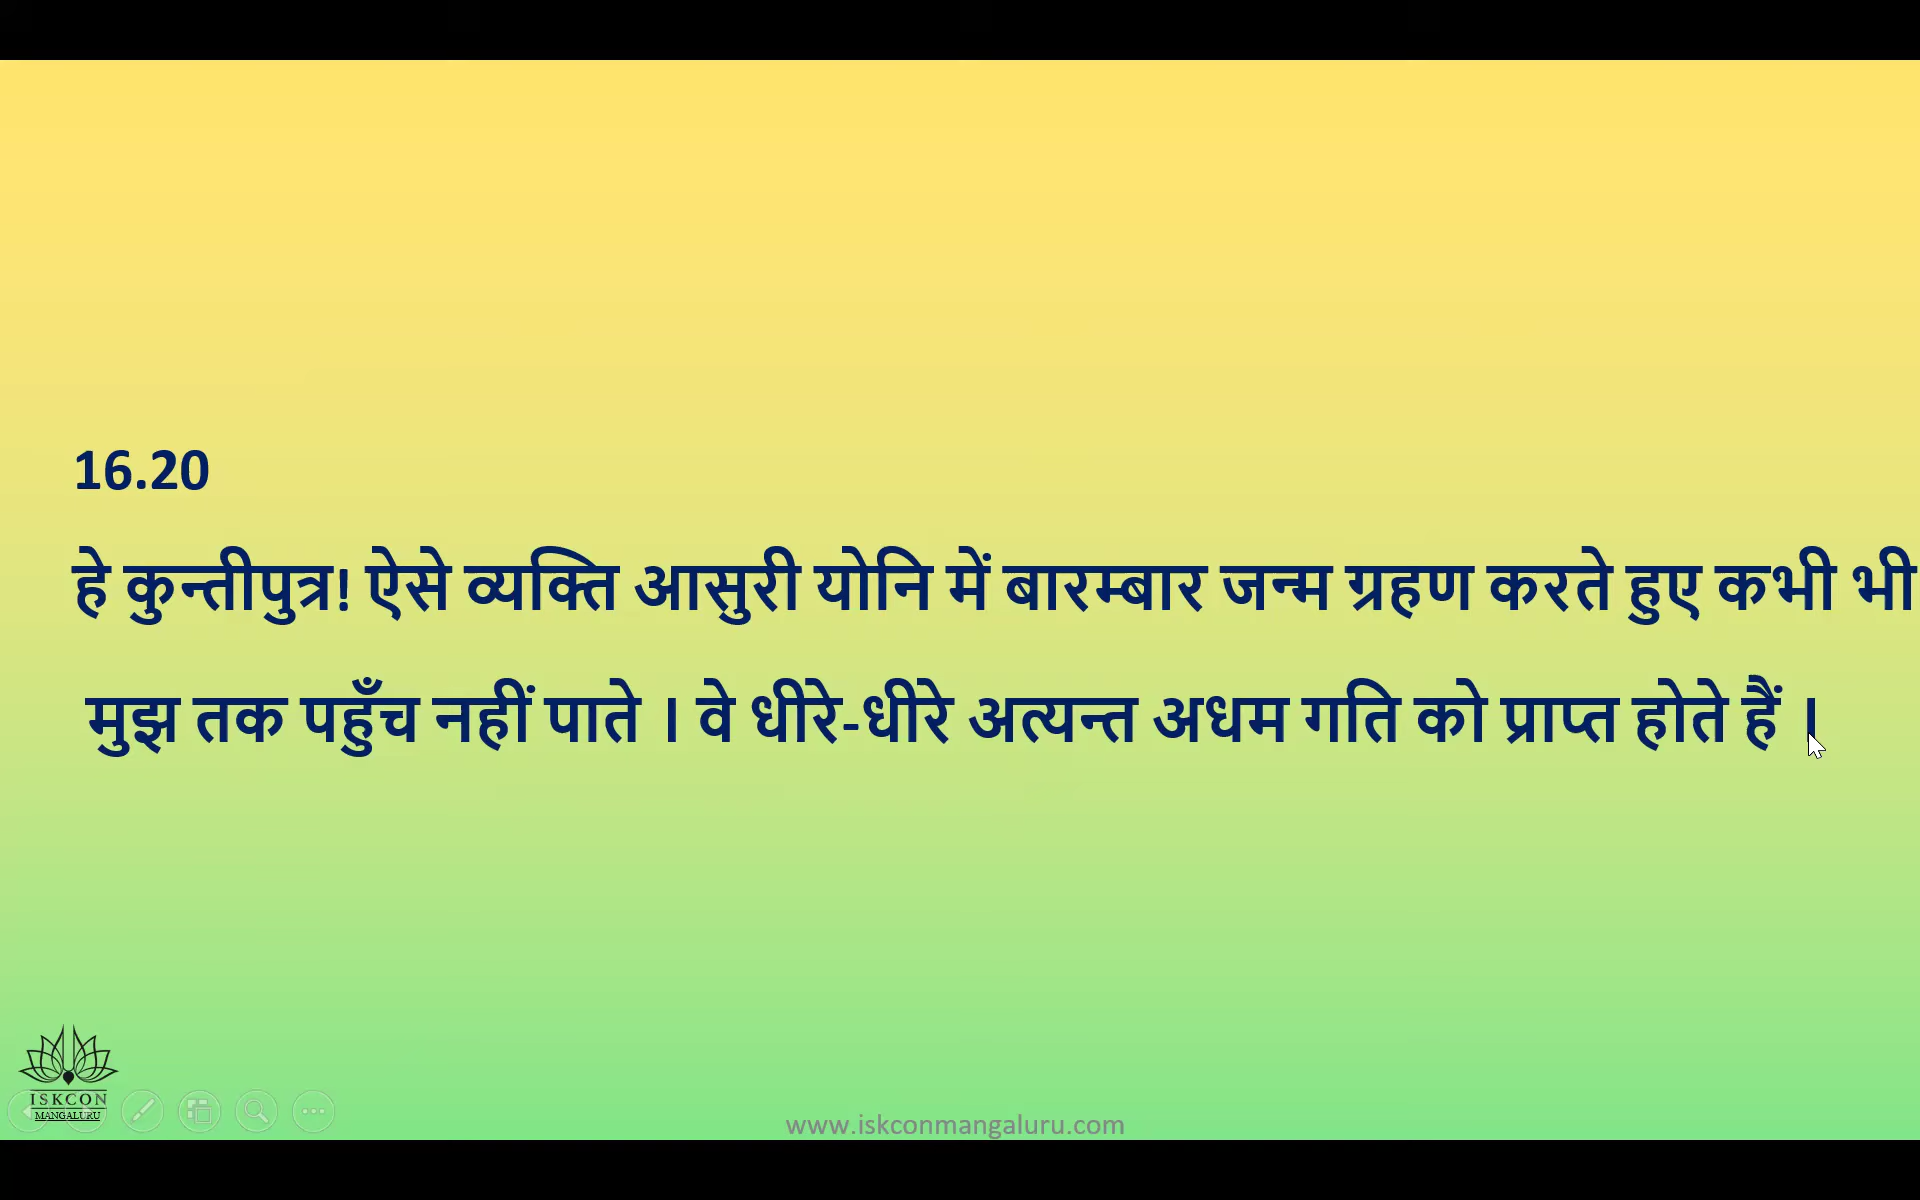 16.20
हे कुन्तीपुत्र! ऐसे व्यक्ति आसुरी योनि में बारम्बार जन्म ग्रहण करते हुए कभी भी
मुझ तक पहुँच नहीं पाते । वे धीरे-धीरे अत्यन्त अधम गति को प्राप्त होते हैं ।
ISKCON
MANGALURU
www.iskconmangaluru.com